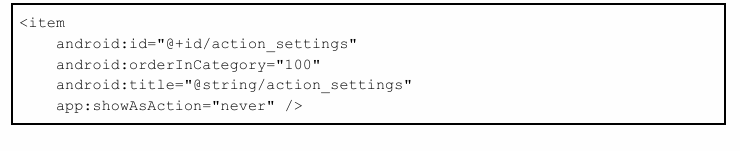 <item
    android:id="@+id/action_settings"
    android:orderInCategory="100"
    android:title="@string/action_settings"
    app:showAsAction="never" />